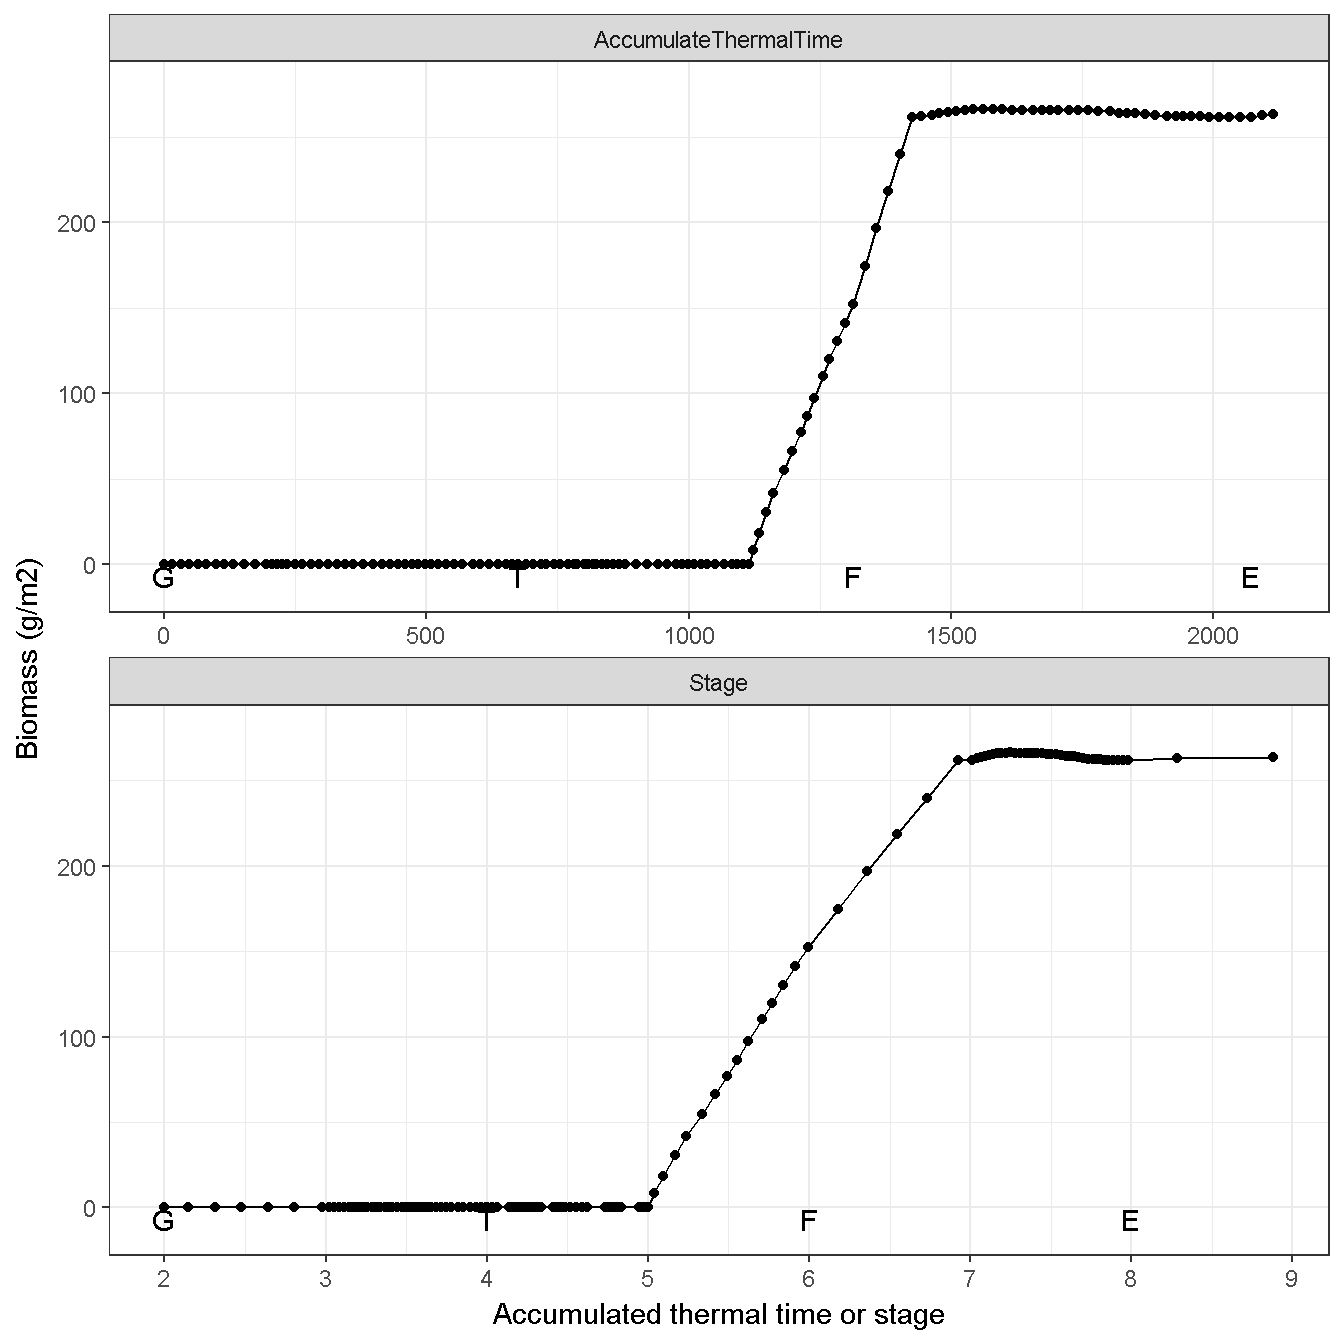 AccumulateThermalTime
200
100
0
G I F E
0 500 1000 1500 2000
Biomass (g/m2)
Stage
200
100
0
G I F E
2 3 4 5 6 7 8 9
Accumulated thermal time or stage